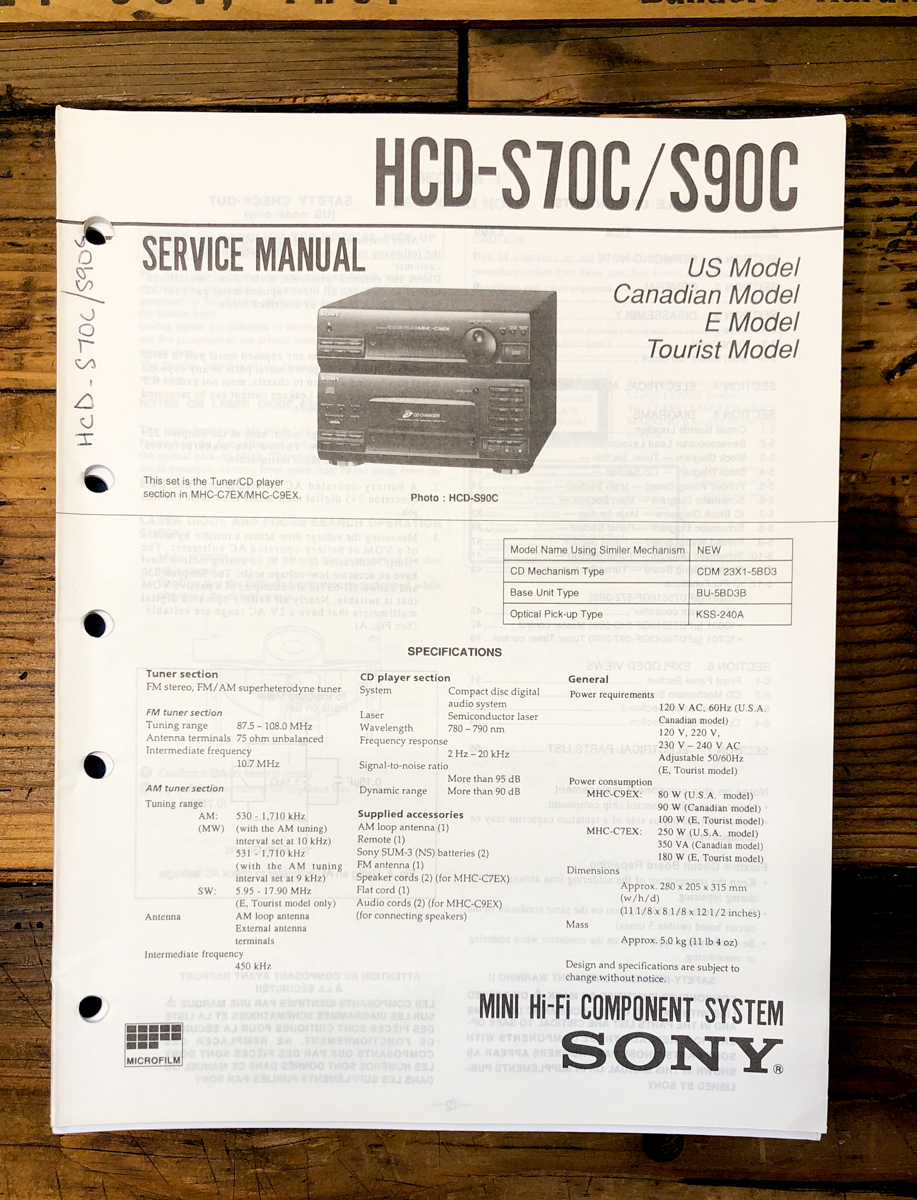 HCD-S70C/S90C
SERVICE MANUAL
US Model
Canadian Model
E Model
Tourist Model
HCD-S70C/S90C
SONY
MHC-C9EX
SONY
CD CHANGER
This set is the Tuner/CD player
section in MHC-C7EX/MHC-C9EX.
Photo : HCD-S90C
Model Name Using Similer Mechanism NEW
CD Mechanism Type CDM 23X1-5BD3
Base Unit Type BU-5BD3B
Optical Pick-up Type KSS-240A
SPECIFICATIONS
Tuner section
FM stereo, FM/AM superheterodyne tuner
FM tuner section
Tuning range 87.5 – 108.0 MHz
Antenna terminals 75 ohm unbalanced
Intermediate frequency
10.7 MHz
AM tuner section
Tuning range
AM: 530 - 1,710 kHz
(MW) (with the AM tuning
interval set at 10 kHz)
531 - 1,710 kHz
(with the AM tuning
interval set at 9 kHz)
SW: 5.95 - 17.90 MHz
(E, Tourist model only)
Antenna AM loop antenna
External antenna
terminals
Intermediate frequency
450 kHz
CD player section
System Compact disc digital
audio system
Laser Semiconductor laser
Wavelength 780 – 790 nm
Frequency response
2 Hz – 20 kHz
Signal-to-noise ratio
More than 95 dB
Dynamic range More than 90 dB
Supplied accessories
AM loop antenna (1)
Remote (1)
Sony SUM-3 (NS) batteries (2)
FM antenna (1)
Speaker cords (2) (for MHC-C7EX)
Flat cord (1)
Audio cords (2) (for MHC-C9EX)
(for connecting speakers)
General
Power requirements
120 V AC, 60Hz (U.S.A.
Canadian model)
120 V, 220 V,
230 V – 240 V AC
Adjustable 50/60Hz
(E, Tourist model)
Power consumption
MHC-C9EX: 80 W (U.S.A. model)
90 W (Canadian model)
100 W (E, Tourist model)
MHC-C7EX: 250 W (U.S.A. model)
350 VA (Canadian model)
180 W (E, Tourist model)
Dimensions
Approx. 280 x 205 x 315 mm
(w/h/d)
(11 1/8 x 8 1/8 x 12 1/2 inches)
Mass
Approx. 5.0 kg (11 lb 4 oz)
Design and specifications are subject to
change without notice.
MINI Hi-Fi COMPONENT SYSTEM
SONY®
MICROFILM